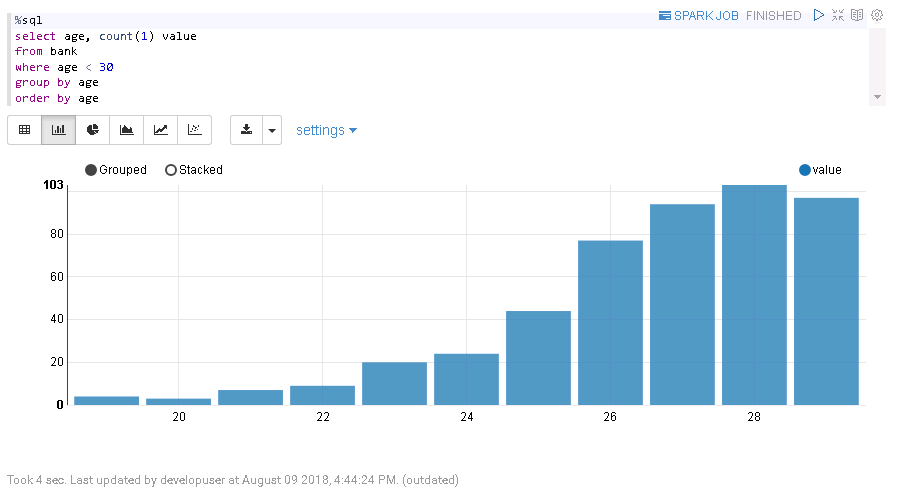 %sql
SPARK JOB FINISHED
select age, count(1) value
from bank
where age < 30
group by age
order by age
settings
Grouped Stacked value
103
80
60
40
20
0
20 22 24 26 28
Took 4 sec. Last updated by developuser at August 09 2018, 4:44:24 PM. (outdated)